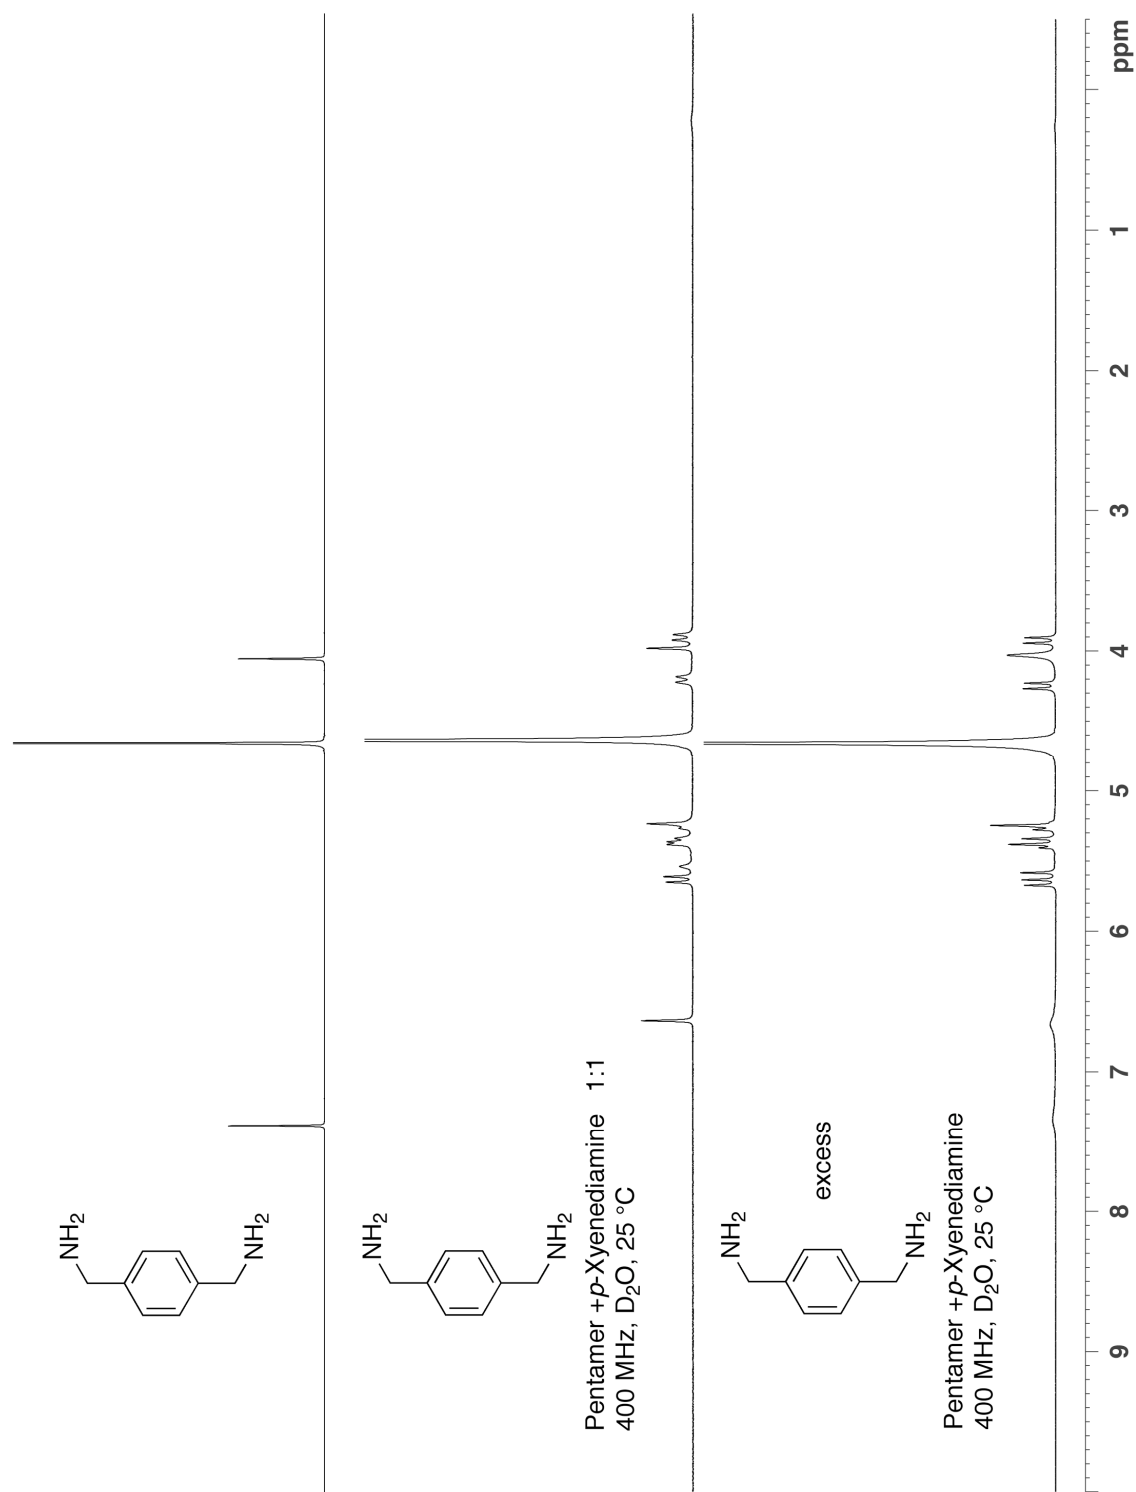 NH2
NH2
NH2
NH2
Pentamer +p-Xyenediamine 1:1
400 MHz, D2O, 25 °C
NH2
excess
NH2
Pentamer +p-Xyenediamine
400 MHz, D2O, 25 °C
9 8 7 6 5 4 3 2 1 ppm